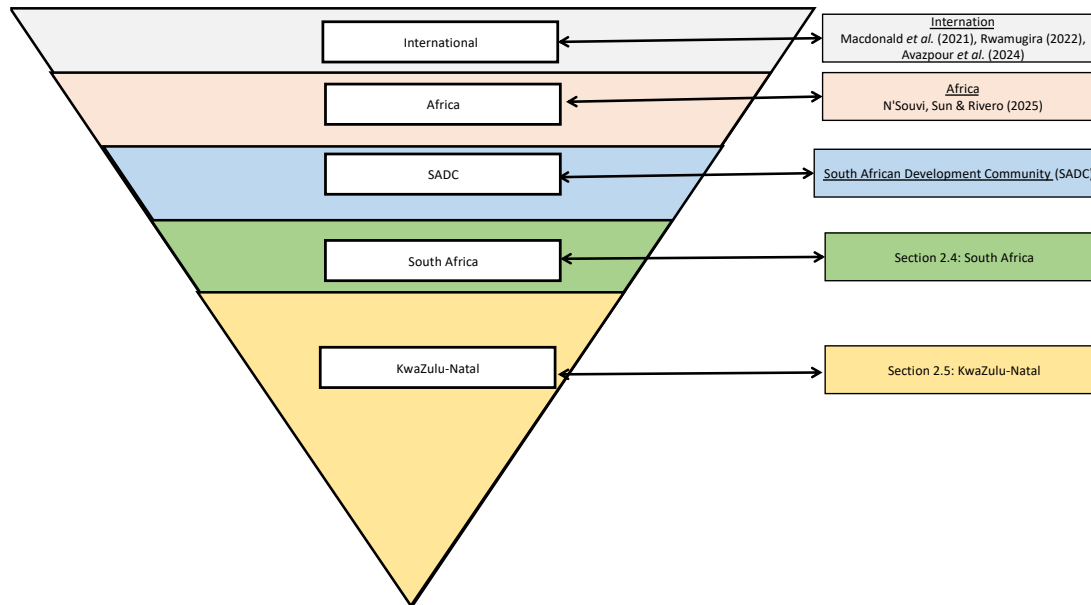 International
Internation
Macdonald et al. (2021), Rwamugira (2022),
Avazpour et al. (2024)
Africa
Africa
N'Souvi, Sun & Rivero (2025)
SADC
South African Development Community (SADC)
South Africa
Section 2.4: South Africa
KwaZulu-Natal
Section 2.5: KwaZulu-Natal